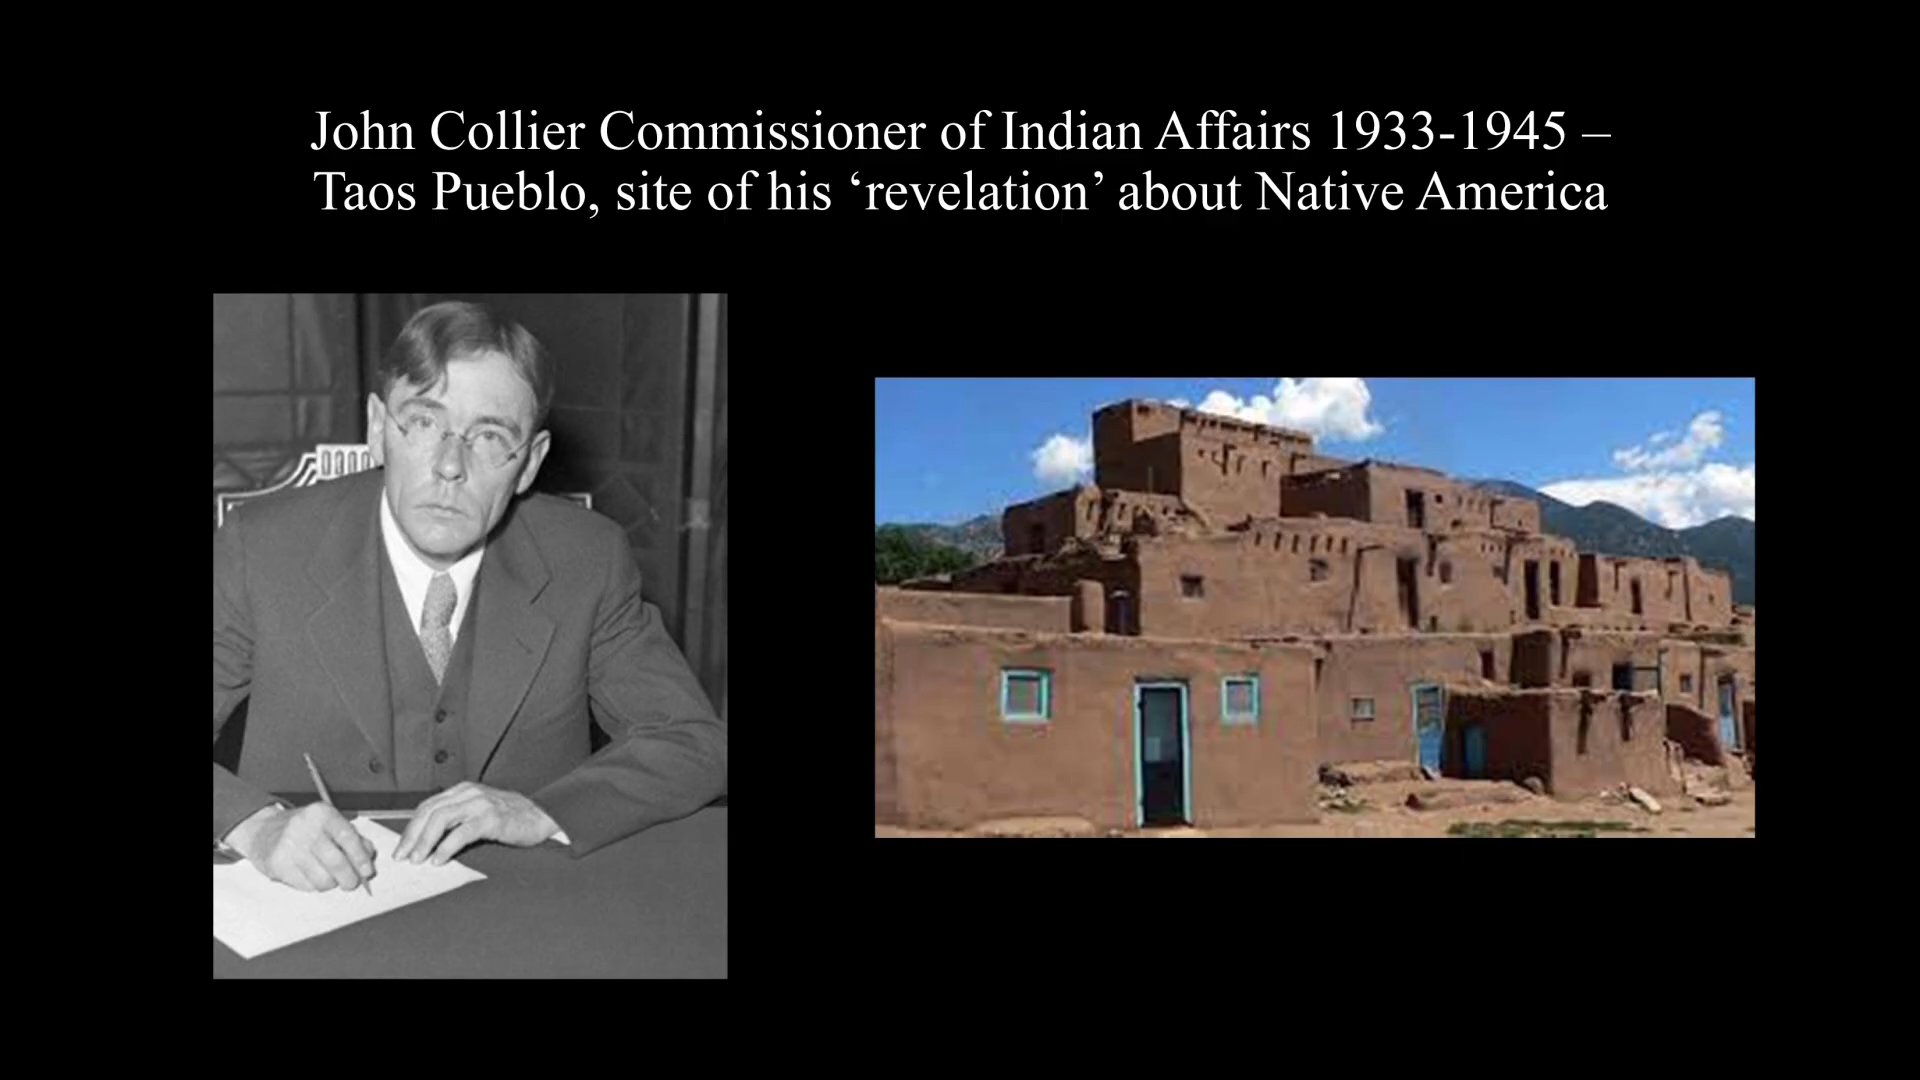 John Collier Commissioner of Indian Affairs 1933-1945 –
Taos Pueblo, site of his ‘revelation’ about Native America